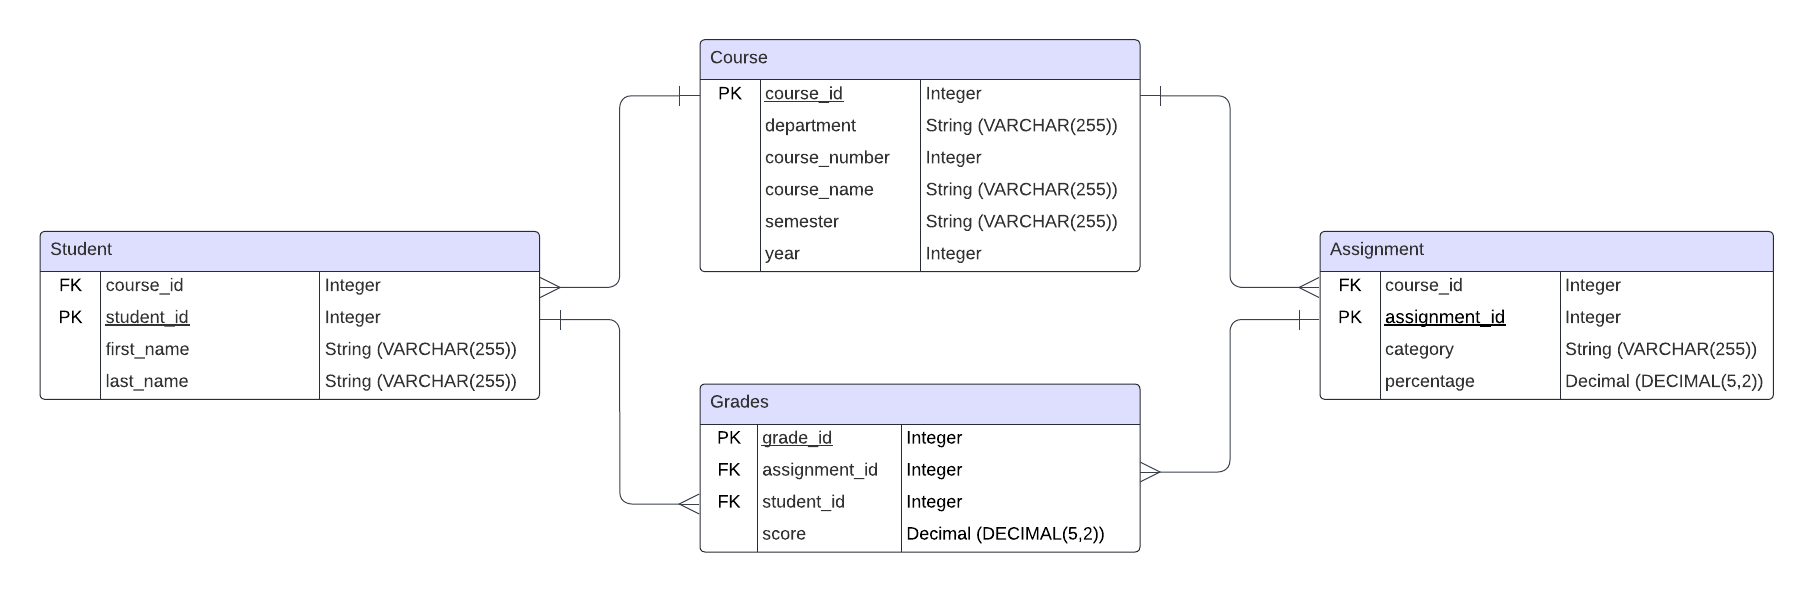 Course
PK course_id Integer
department String (VARCHAR(255))
course_number Integer
course_name String (VARCHAR(255))
semester String (VARCHAR(255))
year Integer
Student
FK course_id Integer
PK student_id Integer
first_name String (VARCHAR(255))
last_name String (VARCHAR(255))
Assignment
FK course_id Integer
PK assignment_id Integer
category String (VARCHAR(255))
percentage Decimal (DECIMAL(5,2))
Grades
PK grade_id Integer
FK assignment_id Integer
FK student_id Integer
score Decimal (DECIMAL(5,2))